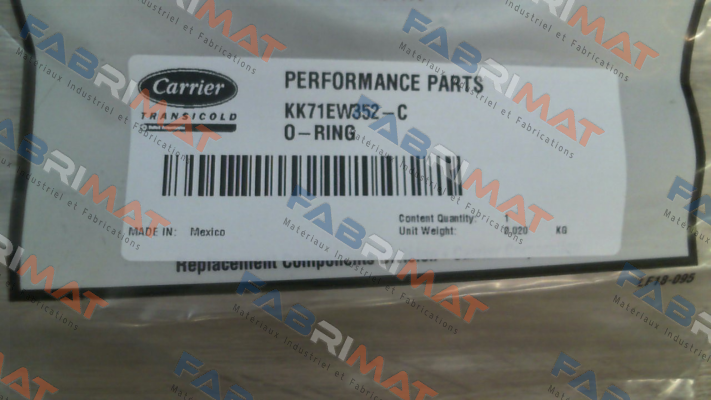 Carrier
TRANSICOLD
PERFORMANCE PARTS
KK71EW352-C
O-RING
MADE IN: Mexico
Content Quantity: 1
Unit Weight: 0.020 KG
Replacement Components
LF18-09S
FABRIMAT
Materiaux Industriel et Fabrications